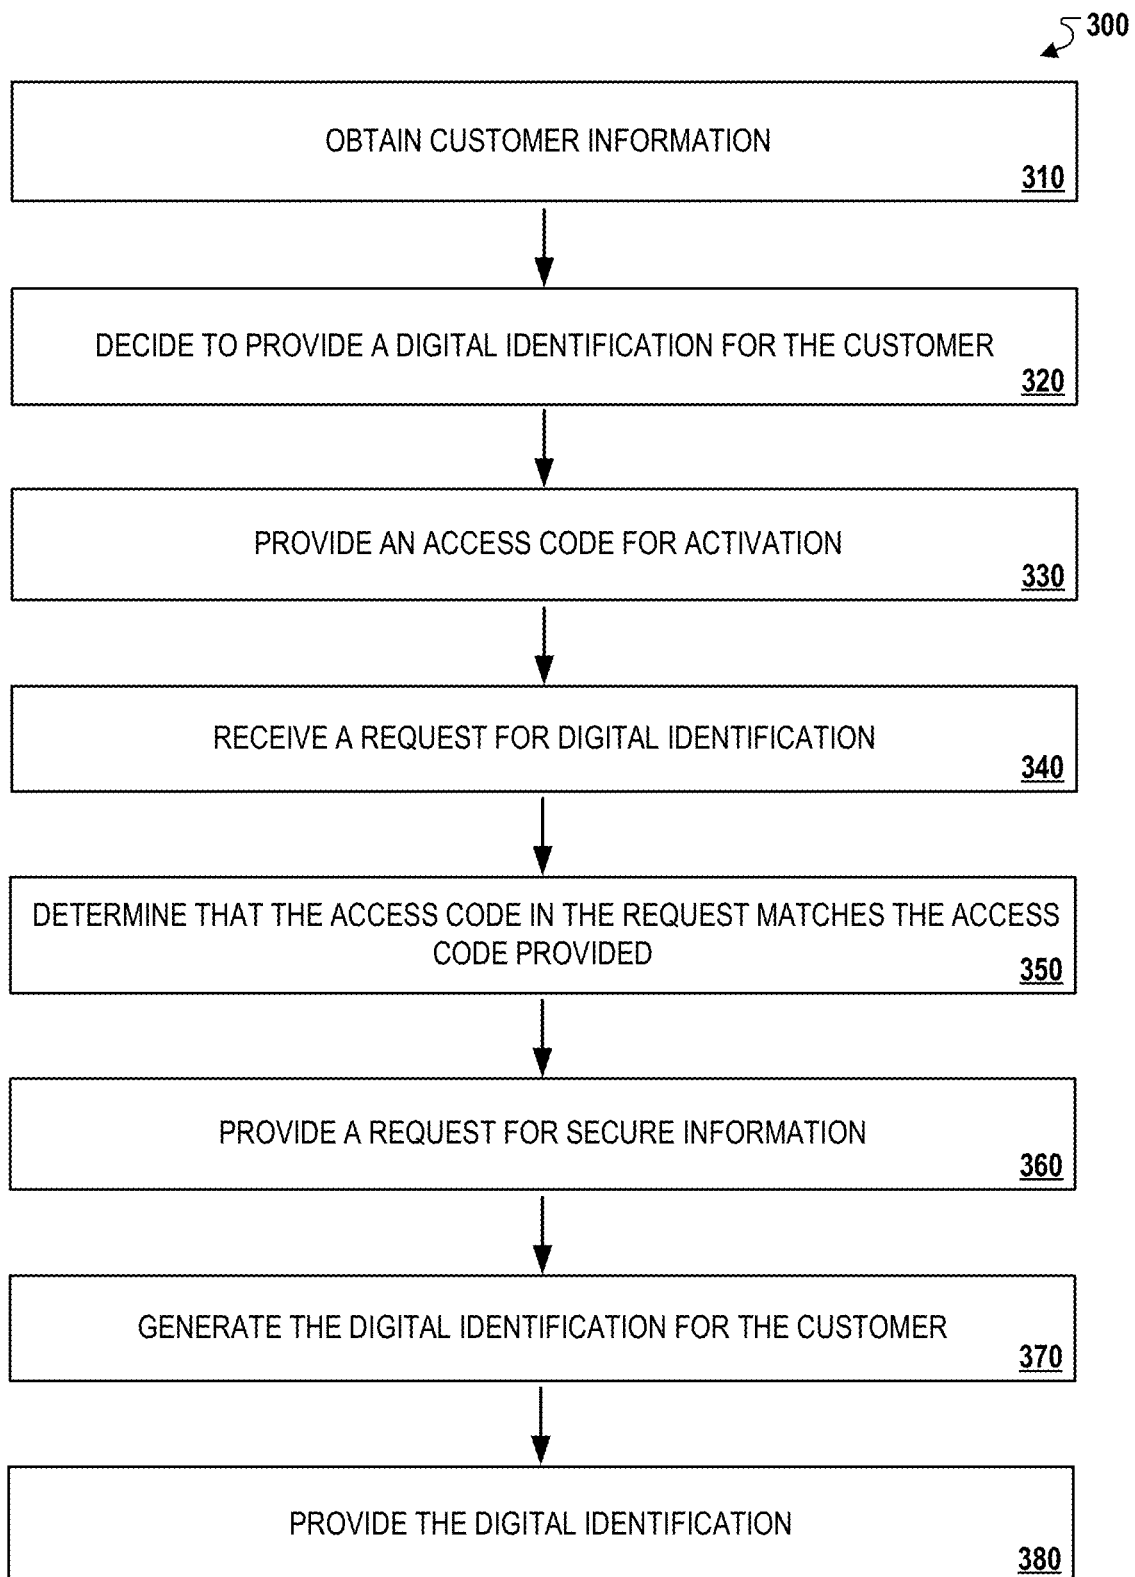 300
OBTAIN CUSTOMER INFORMATION
310
DECIDE TO PROVIDE A DIGITAL IDENTIFICATION FOR THE CUSTOMER
320
PROVIDE AN ACCESS CODE FOR ACTIVATION
330
RECEIVE A REQUEST FOR DIGITAL IDENTIFICATION
340
DETERMINE THAT THE ACCESS CODE IN THE REQUEST MATCHES THE ACCESS
CODE PROVIDED
350
PROVIDE A REQUEST FOR SECURE INFORMATION
360
GENERATE THE DIGITAL IDENTIFICATION FOR THE CUSTOMER
370
PROVIDE THE DIGITAL IDENTIFICATION
380